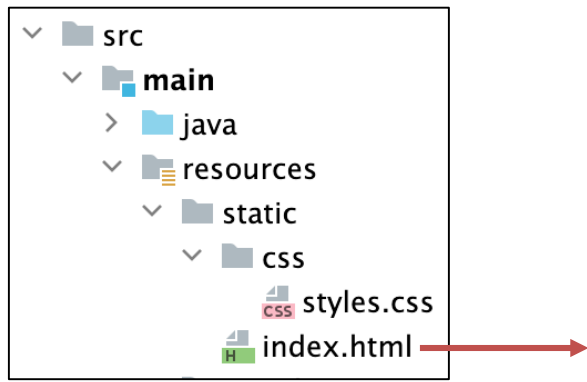 src
main
java
resources
static
css
CSS styles.css
H index.html